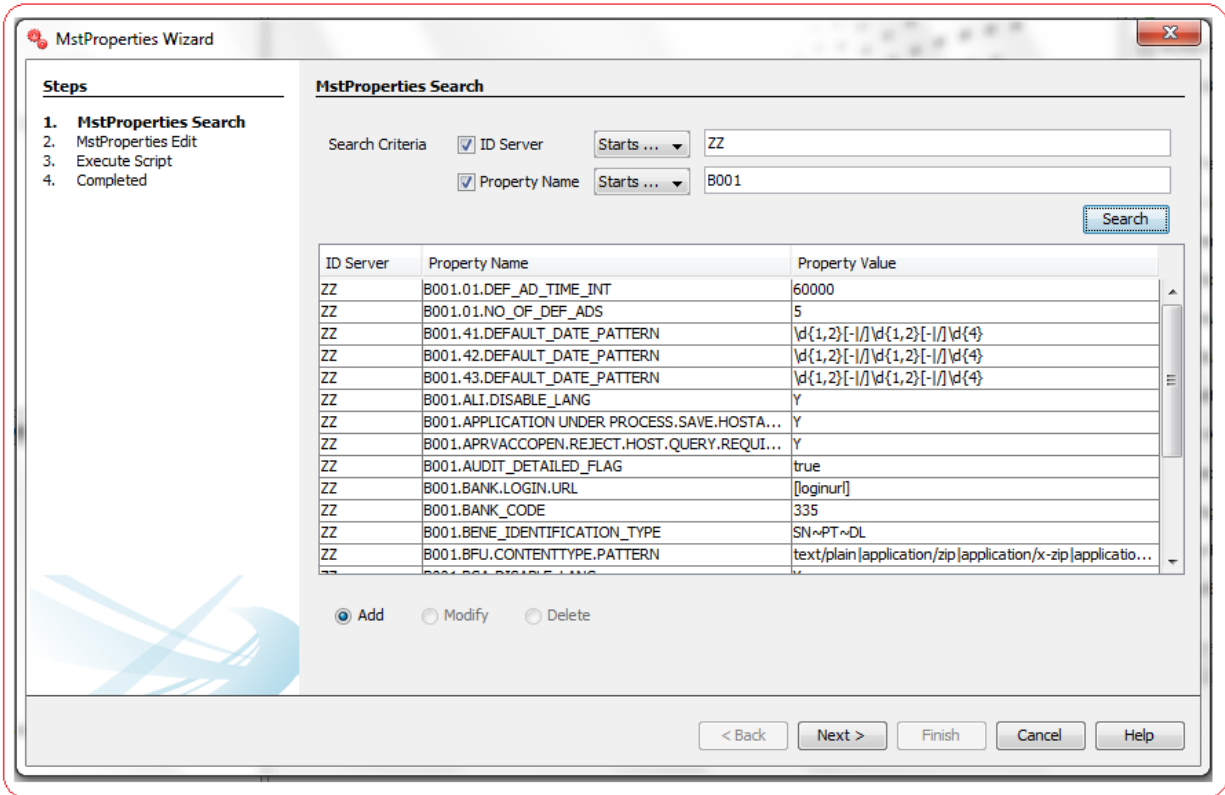 MstProperties Wizard
Steps
1. MstProperties Search
2. MstProperties Edit
3. Execute Script
4. Completed
MstProperties Search
Search Criteria ID Server Starts ... ZZ
Property Name Starts ... B001
Search
ID Server Property Name Property Value
ZZ B001.01.DEF_AD_TIME_INT 60000
ZZ B001.01.NO_OF_DEF_ADS 5
ZZ B001.41.DEFAULT_DATE_PATTERN \d{1,2}[-|/]\d{1,2}[-|/]\d{4}
ZZ B001.42.DEFAULT_DATE_PATTERN \d{1,2}[-|/]\d{1,2}[-|/]\d{4}
ZZ B001.43.DEFAULT_DATE_PATTERN \d{1,2}[-|/]\d{1,2}[-|/]\d{4}
ZZ B001.ALI.DISABLE_LANG Y
ZZ B001.APPLICATION UNDER PROCESS.SAVE.HOSTA... Y
ZZ B001.APRVACCOPEN.REJECT.HOST.QUERY.REQUI... Y
ZZ B001.AUDIT_DETAILED_FLAG true
ZZ B001.BANK.LOGIN.URL [loginurl]
ZZ B001.BANK_CODE 335
ZZ B001.BENE_IDENTIFICATION_TYPE SN~PT~DL
ZZ B001.BFU.CONTENTTYPE.PATTERN text/plain|application/zip|application/x-zip|applicatio...
Add Modify Delete
< Back Next > Finish Cancel Help